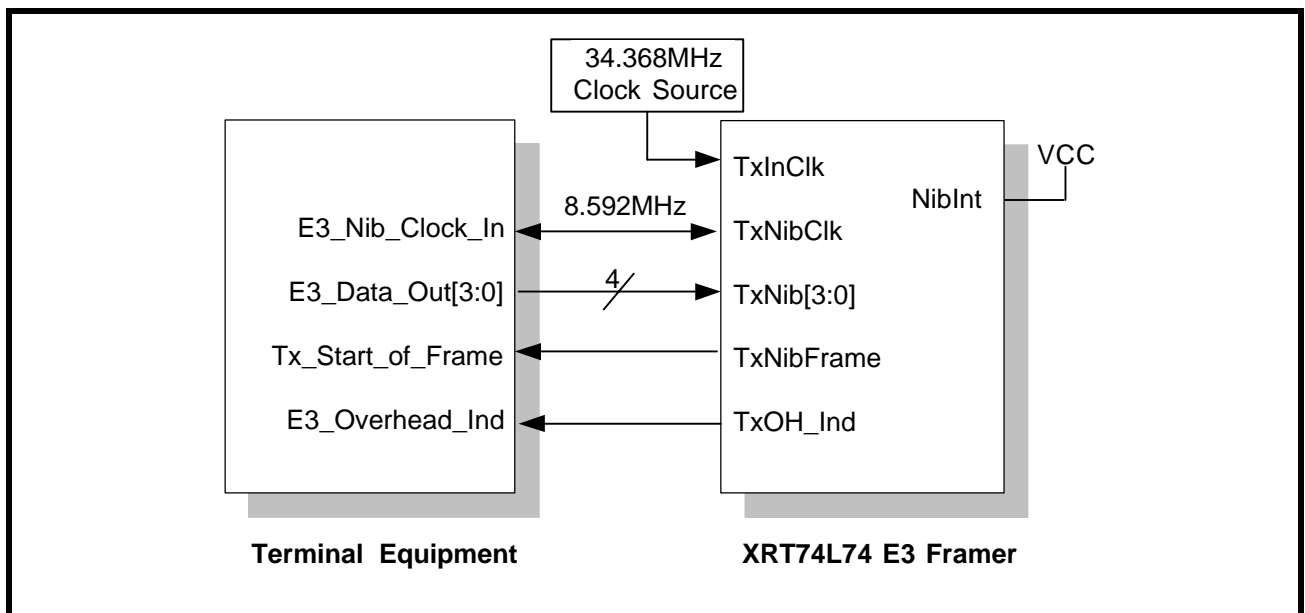 34.368MHz
Clock Source
VCC
TxInClk
NibInt
8.592MHz
E3_Nib_Clock_In
TxNibClk
4
E3_Data_Out[3:0]
TxNib[3:0]
Tx_Start_of_Frame
TxNibFrame
E3_Overhead_Ind
TxOH_Ind
Terminal Equipment
XRT74L74 E3 Framer